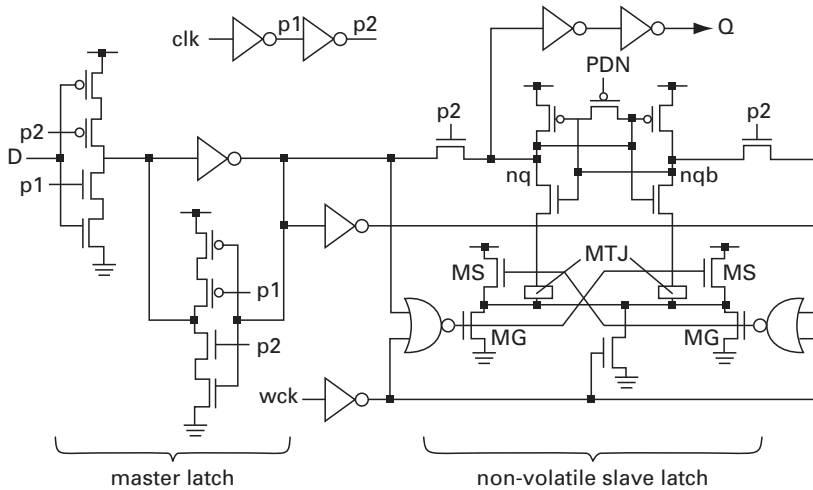 clk
p1
p2
Q
PDN
p2
D
p1
p2
p2
nq
nqb
p1
p2
MTJ
MS
MS
MG
MG
wck
master latch
non-volatile slave latch